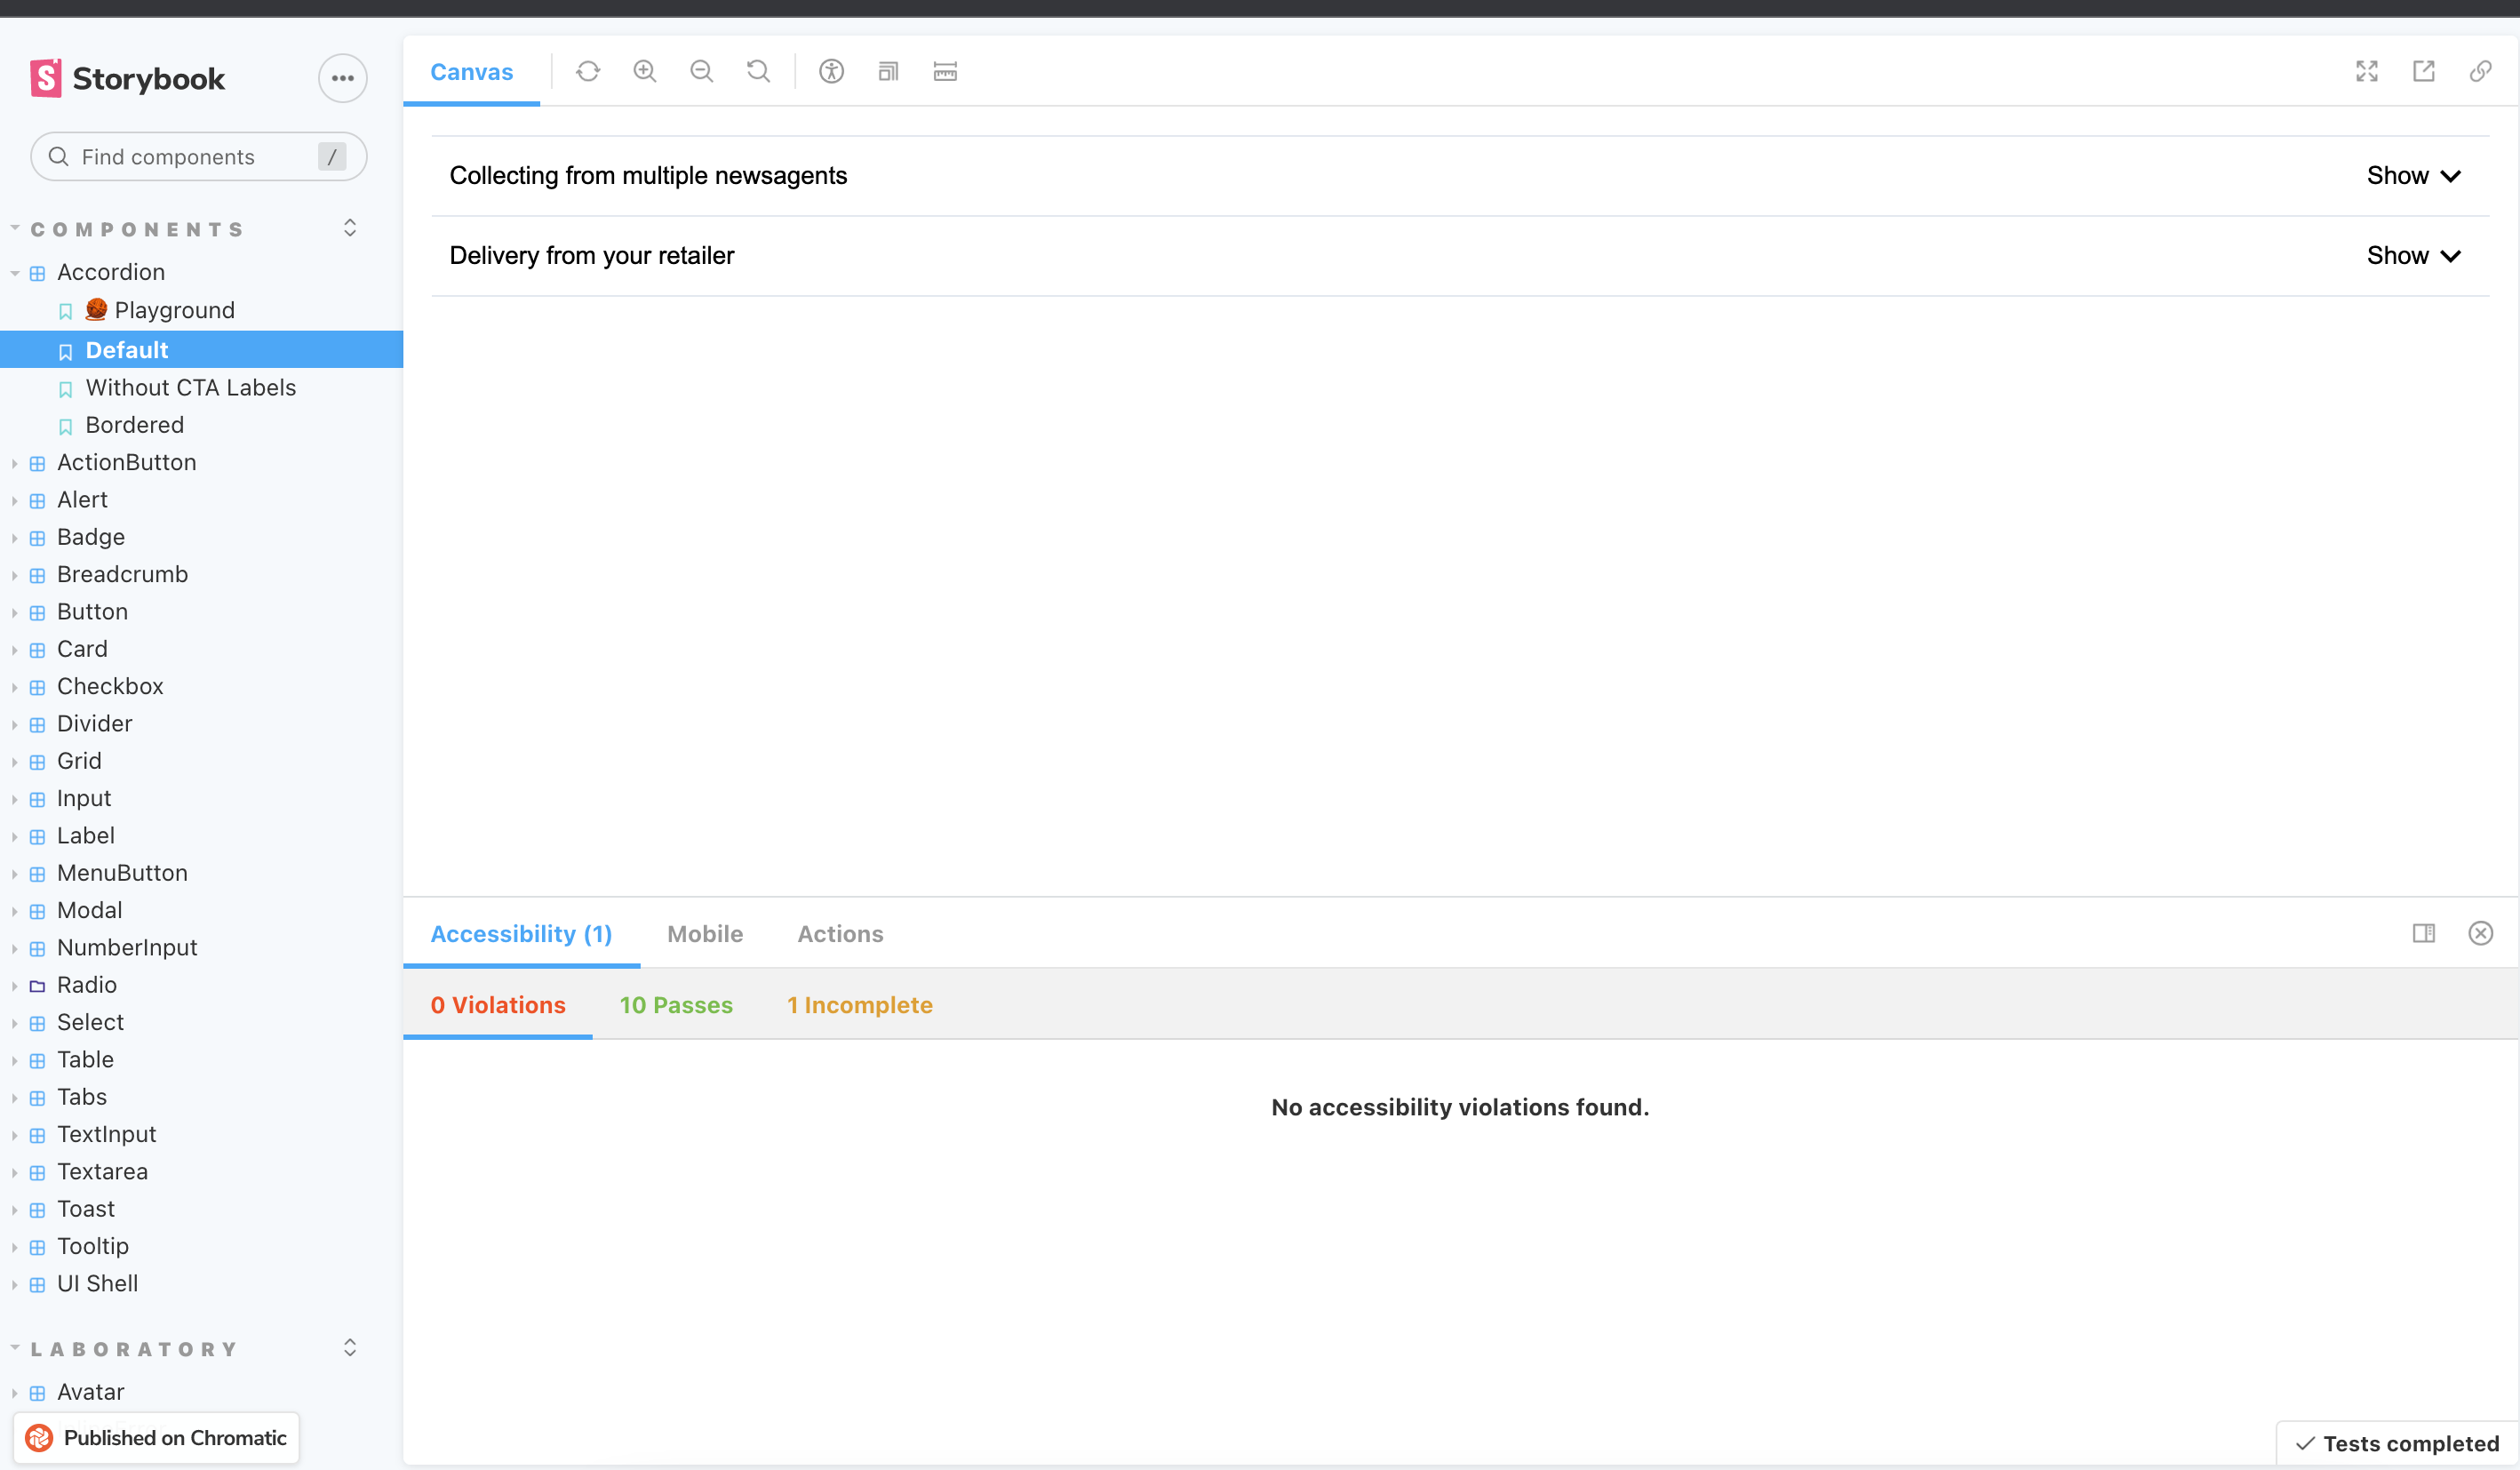 Storybook
Find components /
COMPONENTS
Accordion
Playground
Default
Without CTA Labels
Bordered
ActionButton
Alert
Badge
Breadcrumb
Button
Card
Checkbox
Divider
Grid
Input
Label
MenuButton
Modal
NumberInput
Radio
Select
Table
Tabs
TextInput
Textarea
Toast
Tooltip
UI Shell
LABORATORY
Avatar
Published on Chromatic
Canvas
Collecting from multiple newsagents Show
Delivery from your retailer Show
Accessibility (1) Mobile Actions
0 Violations 10 Passes 1 Incomplete
No accessibility violations found.
Tests completed